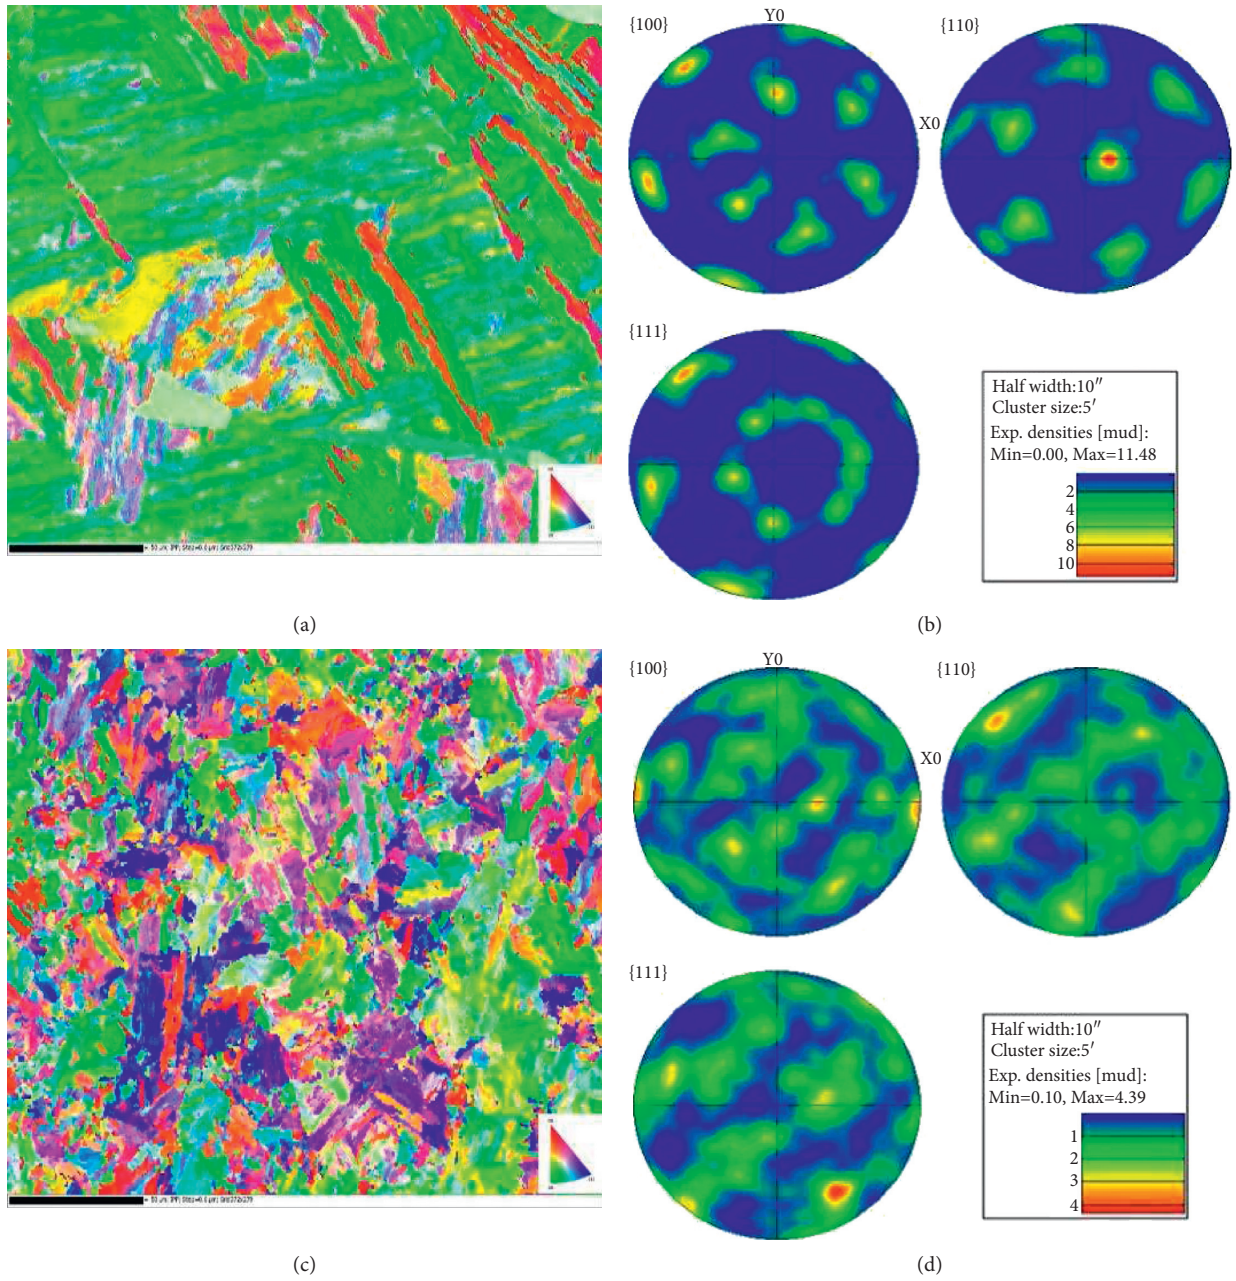 {100}
Y0
{110}
X0
{111}
Half width:10″
Cluster size:5′
Exp. densities [mud]:
Min=0.00, Max=11.48
2
4
6
8
10
(a)
(b)
{100}
Y0
{110}
X0
{111}
Half width:10″
Cluster size:5′
Exp. densities [mud]:
Min=0.10, Max=4.39
1
2
3
4
(c)
(d)